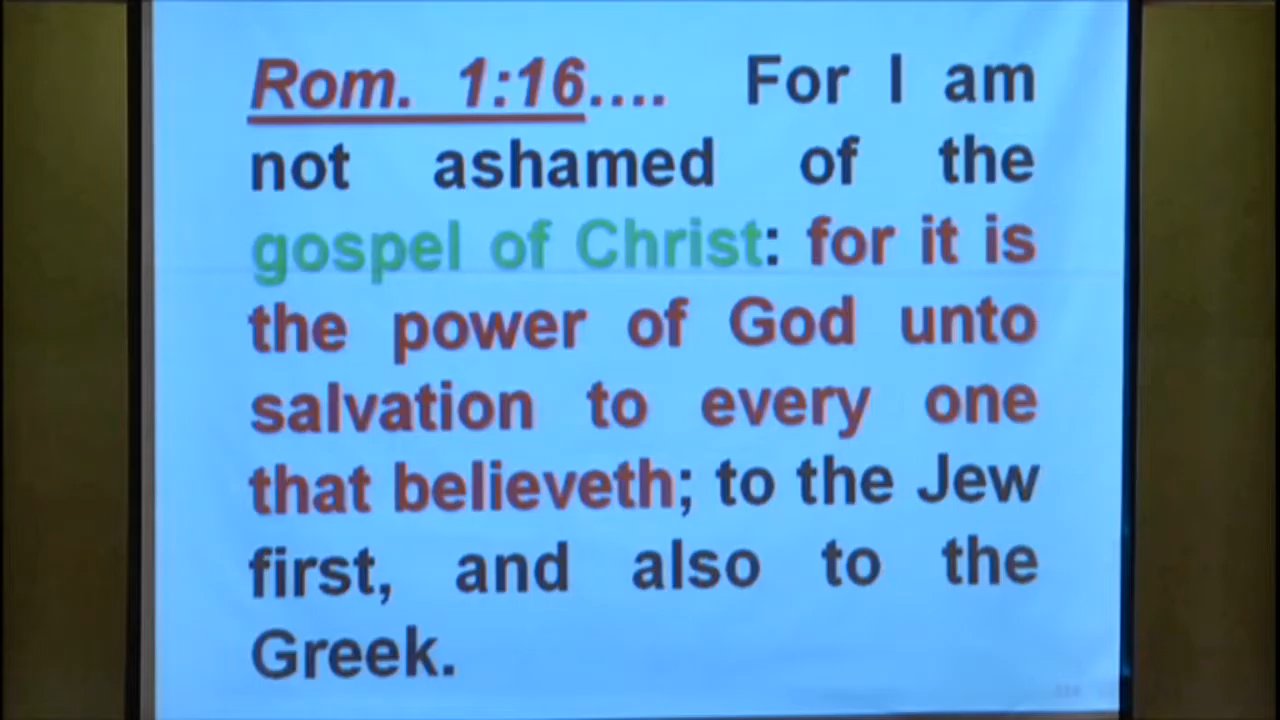 Rom. 1:16.... For I am
not ashamed of the
gospel of Christ: for it is
the power of God unto
salvation to every one
that believeth; to the Jew
first, and also to the
Greek.